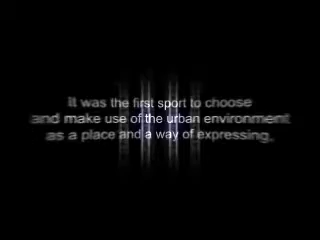 It was the first sport to choose
and make use of the urban environment
as a place and a way of expressing.